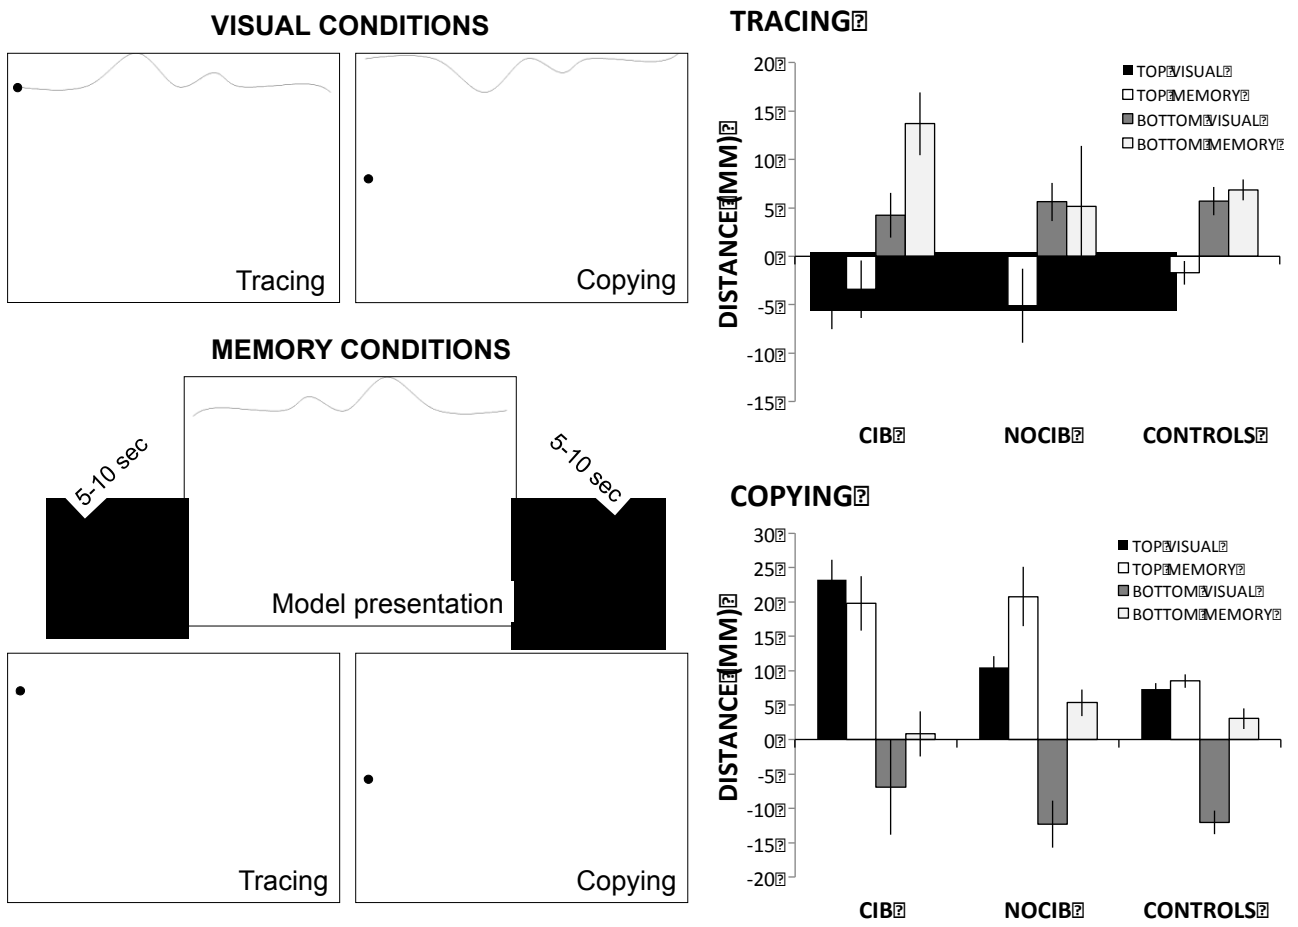 VISUAL CONDITIONS
Tracing
Copying
MEMORY CONDITIONS
5-10 sec
5-10 sec
Model presentation
Tracing
Copying
TRACING⍰
DISTANCE⍰(MM)⍰
20⍰
15⍰
10⍰
5⍰
0⍰
-5⍰
-10⍰
-15⍰
TOP⍰VISUAL⍰
TOP⍰MEMORY⍰
BOTTOM⍰VISUAL⍰
BOTTOM⍰MEMORY⍰
CIB⍰ NOCIB⍰ CONTROLS⍰
COPYING⍰
DISTANCE⍰(MM)⍰
30⍰
25⍰
20⍰
15⍰
10⍰
5⍰
0⍰
-5⍰
-10⍰
-15⍰
-20⍰
TOP⍰VISUAL⍰
TOP⍰MEMORY⍰
BOTTOM⍰VISUAL⍰
BOTTOM⍰MEMORY⍰
CIB⍰ NOCIB⍰ CONTROLS⍰